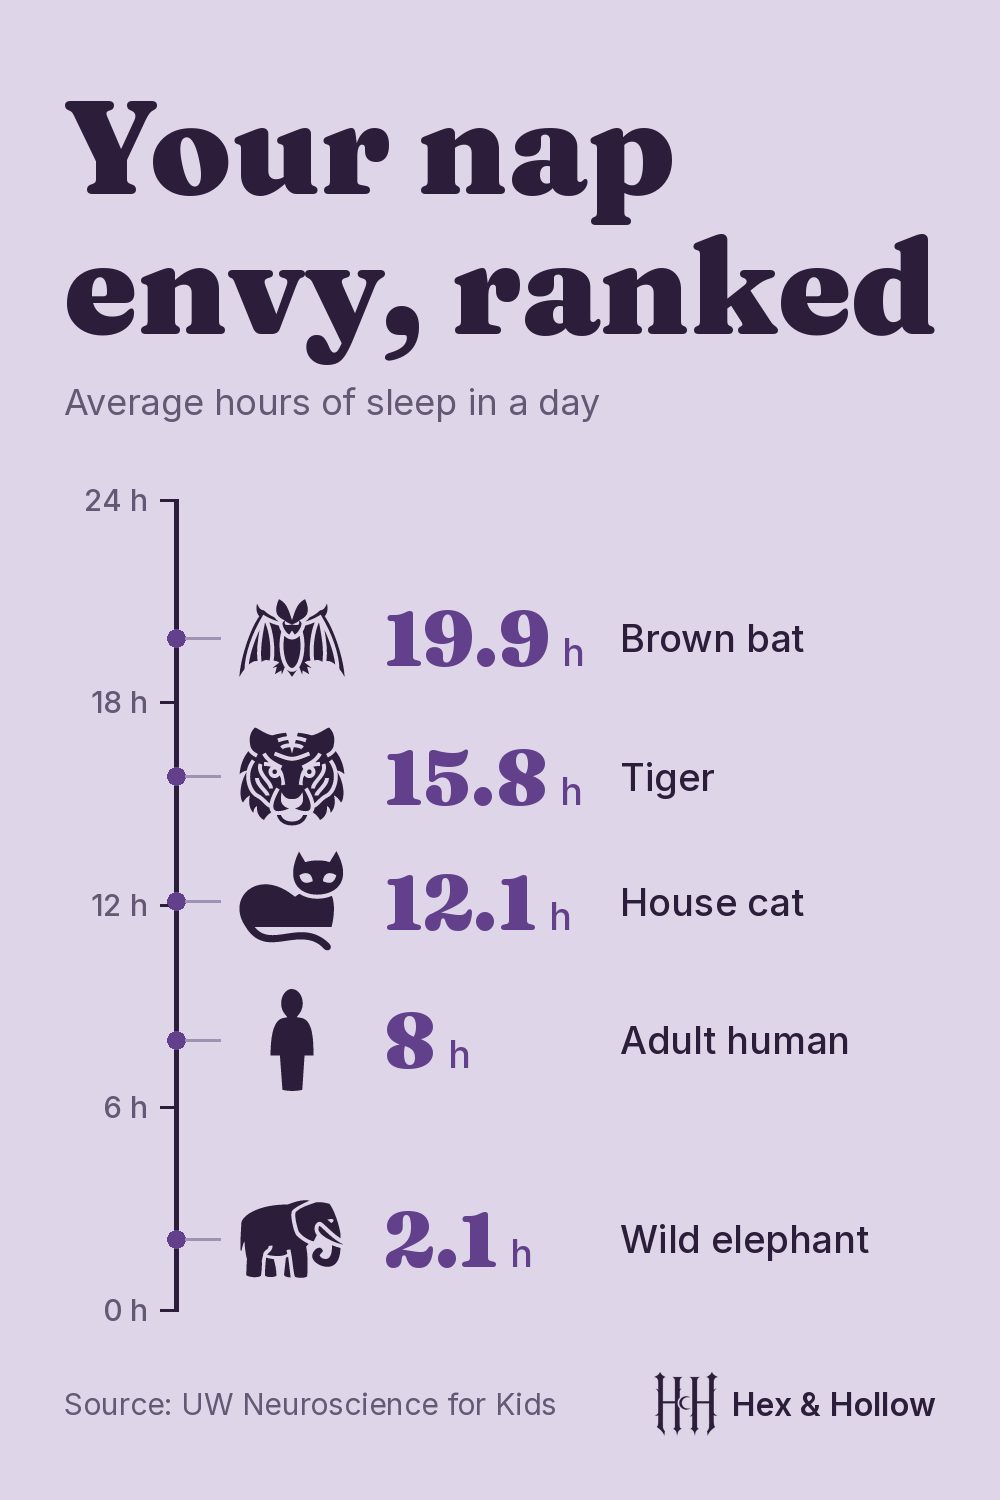 Your nap
envy, ranked
Average hours of sleep in a day
24 h
19.9 h Brown bat
18 h
15.8 h Tiger
12.1 h House cat
12 h
8 h Adult human
6 h
2.1 h Wild elephant
0 h
Source: UW Neuroscience for Kids
HH Hex & Hollow